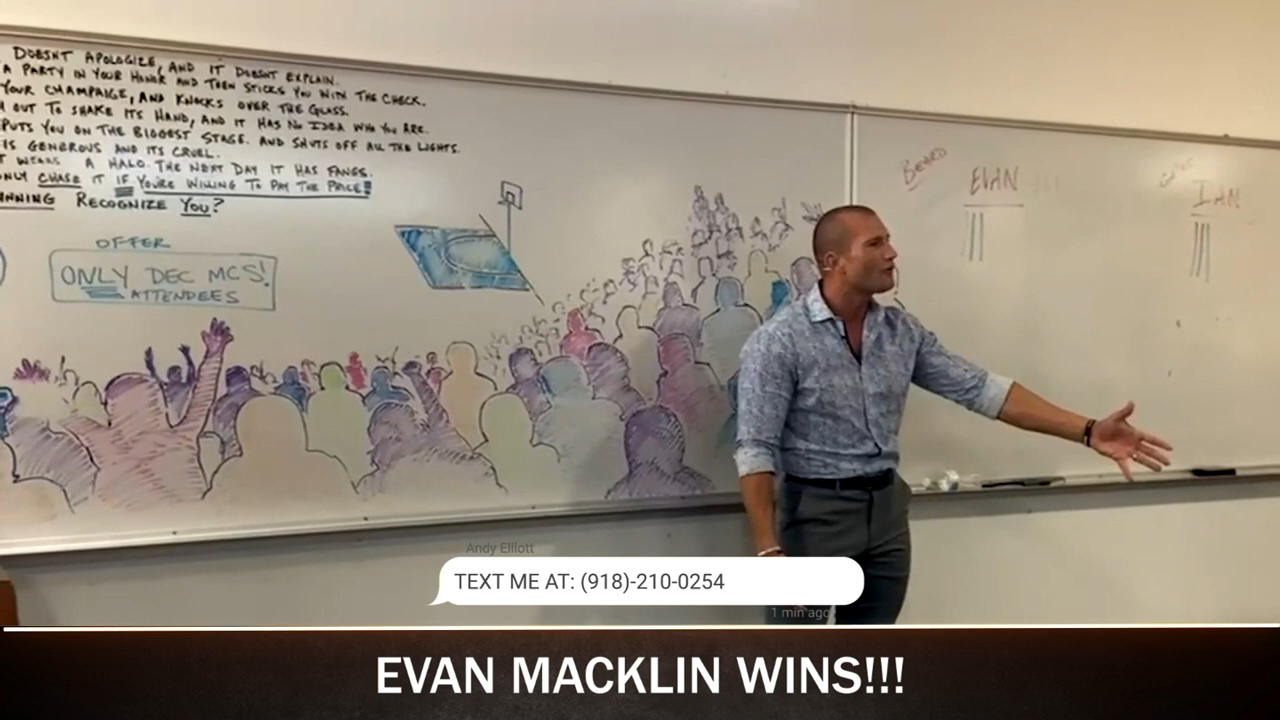 DOESNT APOLOGIZE, AND IT DOESNT EXPLAIN.
A PARTY IN YOUR HONOR AND THEN STICKS YOU WITH THE CHECK.
YOUR CHAMPAIGE, AND KNOCKS OVER THE GLASS.
OUT TO SHAKE ITS HAND, AND IT HAS NO IDEA WHO YOU ARE.
PUTS YOU ON THE BIGGEST STAGE. AND SHUTS OFF ALL THE LIGHTS.
IS GENEROUS AND ITS CRUEL.
WEARS A HALO. THE NEXT DAY IT HAS FANGS.
ONLY CHASE IT IF YOU'RE WILLING TO PAY THE PRICE!
RECOGNIZE YOU?
OFFER
ONLY DEC MCS!
ATTENDEES
BEARD
EVAN
IAN
Andy Elliott
TEXT ME AT: (918)-210-0254
1 min ago
EVAN MACKLIN WINS!!!